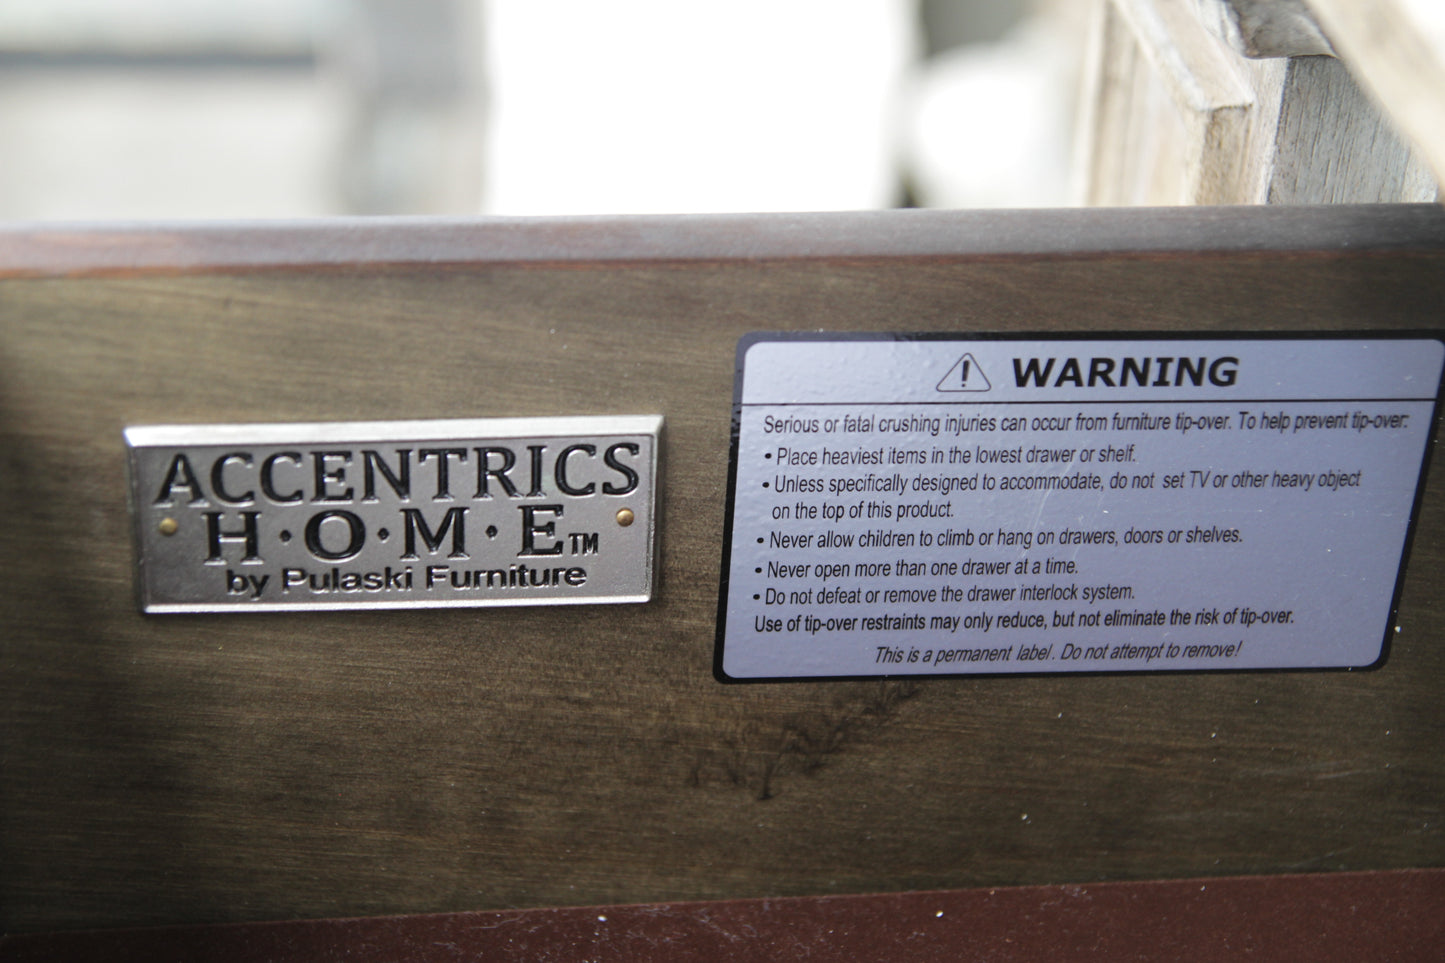 ACCENTRICS
H·O·M·E™
by Pulaski Furniture
WARNING
Serious or fatal crushing injuries can occur from furniture tip-over. To help prevent tip-over:
• Place heaviest items in the lowest drawer or shelf.
• Unless specifically designed to accommodate, do not set TV or other heavy object
on the top of this product.
• Never allow children to climb or hang on drawers, doors or shelves.
• Never open more than one drawer at a time.
• Do not defeat or remove the drawer interlock system.
Use of tip-over restraints may only reduce, but not eliminate the risk of tip-over.
This is a permanent label. Do not attempt to remove!